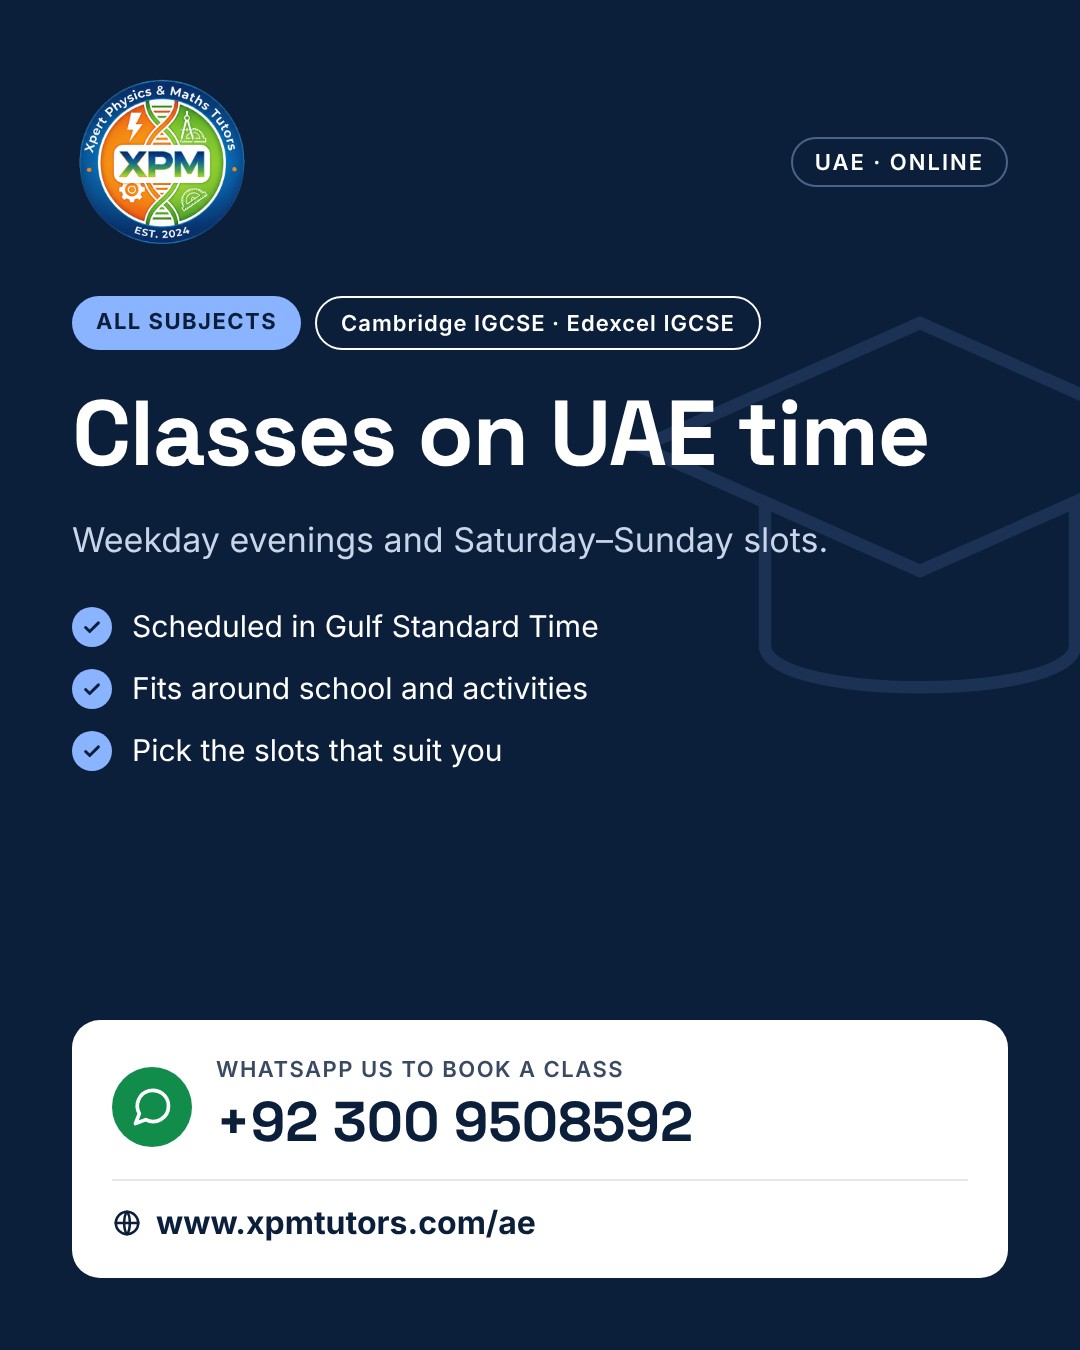 Xpert Physics & Maths Tutors
XPM
EST. 2024
UAE · ONLINE
ALL SUBJECTS
Cambridge IGCSE · Edexcel IGCSE
Classes on UAE time
Weekday evenings and Saturday–Sunday slots.
Scheduled in Gulf Standard Time
Fits around school and activities
Pick the slots that suit you
WHATSAPP US TO BOOK A CLASS
+92 300 9508592
www.xpmtutors.com/ae